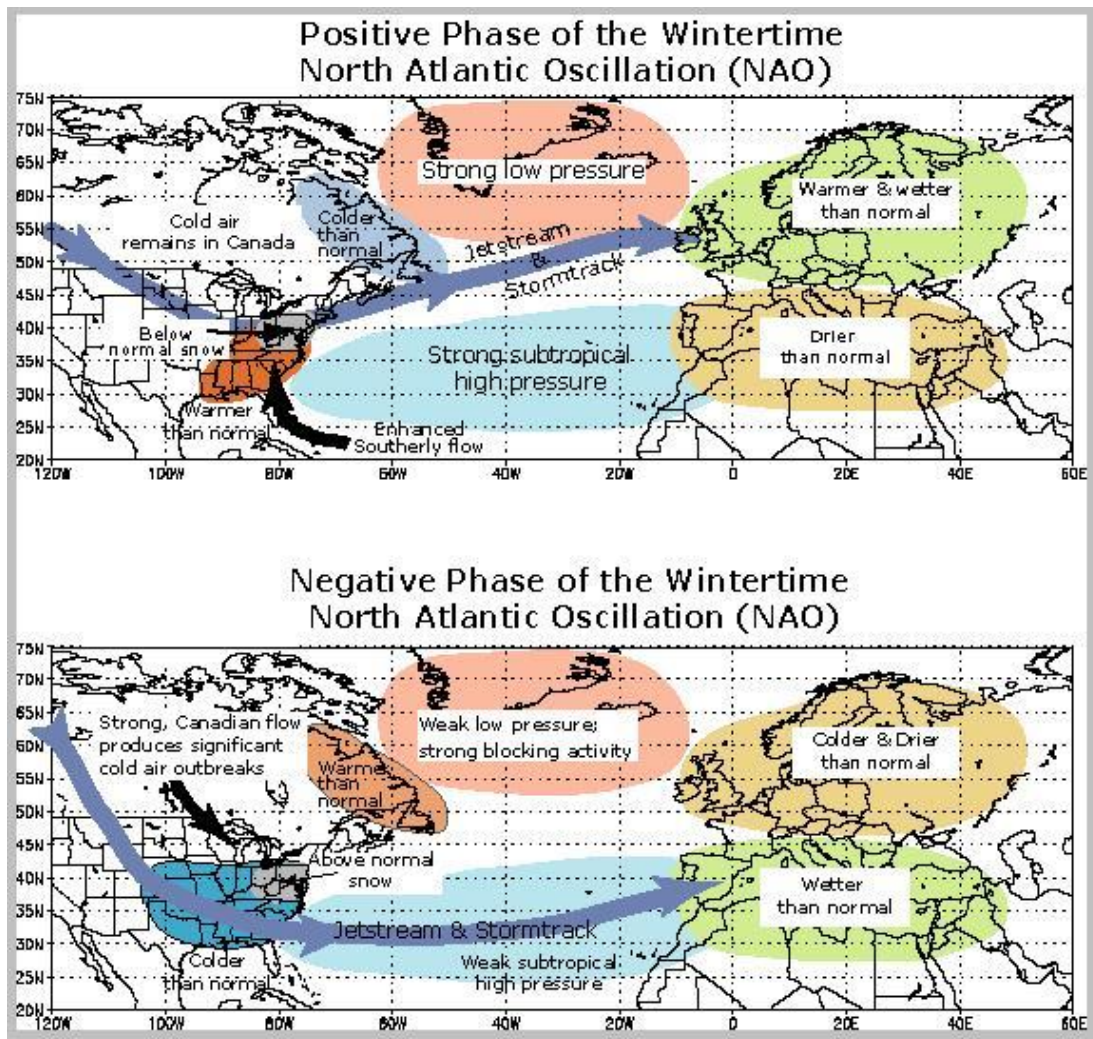 Positive Phase of the Wintertime
North Atlantic Oscillation (NAO)
75N
70N
65N
60N
55N
50N
45N
40N
35N
30N
25N
20N
Strong low pressure
Warmer & wetter
than normal
Colder
than
normal
Cold air
remains in Canada
Jetstream
&
Stormtrack
Below
normal snow
Strong subtropical
high pressure
Drier
than normal
Warmer
than normal
Enhanced
Southerly flow
120W 100W 80W 60W 40W 20W 0 20E 40E 60E
Negative Phase of the Wintertime
North Atlantic Oscillation (NAO)
75N
70N
65N
60N
55N
50N
45N
40N
35N
30N
25N
20N
Strong, Canadian flow
produces significant
cold air outbreaks
Weak low pressure;
strong blocking activity
Colder & Drier
than normal
Warmer
than
normal
Above normal
snow
Wetter
than normal
Jetstream & Stormtrack
Colder
than normal
Weak subtropical
high pressure
120W 100W 80W 60W 40W 20W 0 20E 40E 60E